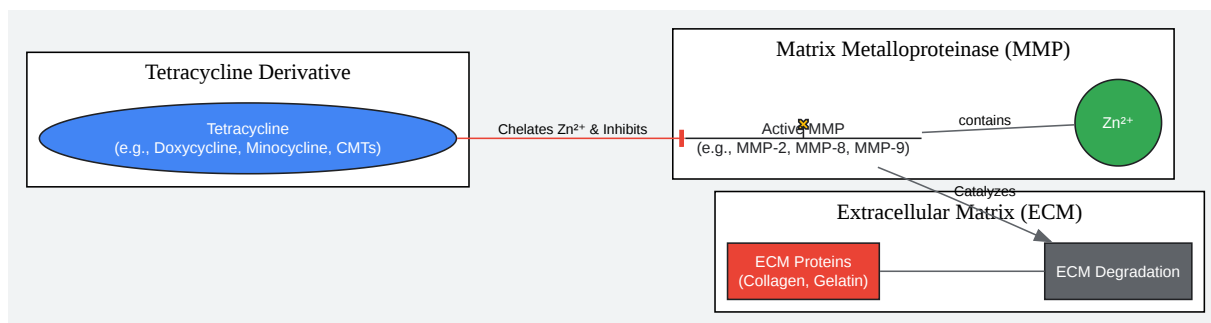 Tetracycline Derivative
Tetracycline
(e.g., Doxycycline, Minocycline, CMTs)
Chelates Zn²⁺ & Inhibits
Matrix Metalloproteinase (MMP)
Active MMP
(e.g., MMP-2, MMP-8, MMP-9)
contains
Zn²⁺
Catalyzes
Extracellular Matrix (ECM)
ECM Proteins
(Collagen, Gelatin)
ECM Degradation